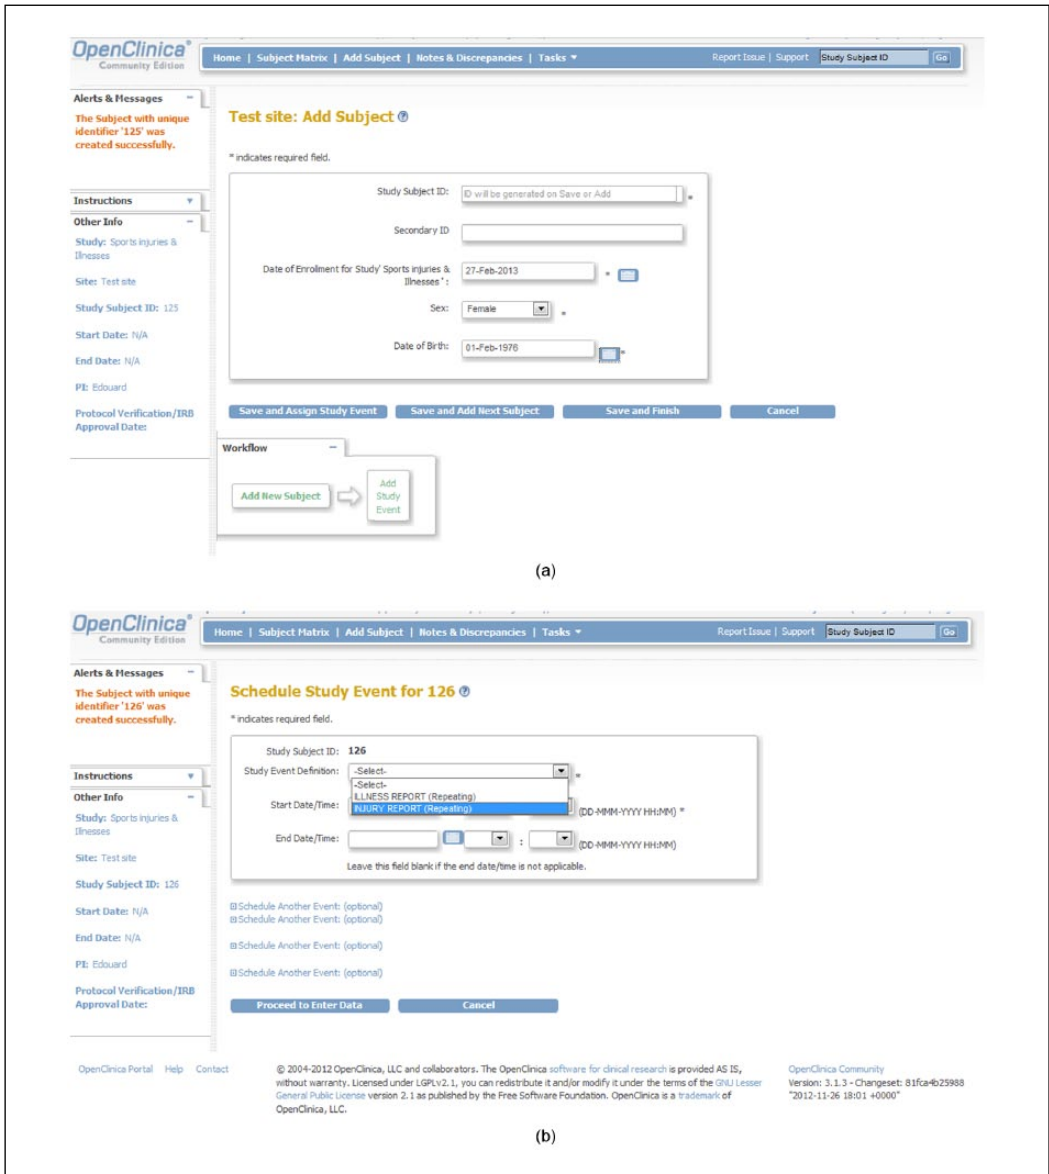 OpenClinica®
Community Edition
Home | Subject Matrix | Add Subject | Notes & Discrepancies | Tasks
Report Issue | Support
Study Subject ID
Go
Alerts & Messages
The Subject with unique
identifier '125' was
created successfully.
Instructions
Other Info
Study: Sports injuries &
Illnesses
Site: Test site
Study Subject ID: 125
Start Date: N/A
End Date: N/A
PI: Edouard
Protocol Verification/IRB
Approval Date:
Test site: Add Subject
* indicates required field.
Study Subject ID: ID will be generated on Save or Add *
Secondary ID
Date of Enrolment for Study' Sports injuries &
Illnesses ' :
27-Feb-2013 *
Sex: Female *
Date of Birth: 01-Feb-1976 *
Save and Assign Study Event
Save and Add Next Subject
Save and Finish
Cancel
Workflow
Add New Subject
Add
Study
Event
(a)
OpenClinica®
Community Edition
Home | Subject Matrix | Add Subject | Notes & Discrepancies | Tasks
Report Issue | Support
Study Subject ID
Go
Alerts & Messages
The Subject with unique
identifier '126' was
created successfully.
Instructions
Other Info
Study: Sports injuries &
Illnesses
Site: Test site
Study Subject ID: 126
Start Date: N/A
End Date: N/A
PI: Edouard
Protocol Verification/IRB
Approval Date:
Schedule Study Event for 126
* indicates required field.
Study Subject ID: 126
Study Event Definition: -Select- *
-Select-
ILLNESS REPORT (Repeating)
INJURY REPORT (Repeating)
Start Date/Time: (DD-MMM-YYYY HH:MM) *
End Date/Time: : (DD-MMM-YYYY HH:MM)
Leave this field blank if the end date/time is not applicable.
Schedule Another Event: (optional)
Schedule Another Event: (optional)
Schedule Another Event: (optional)
Schedule Another Event: (optional)
Proceed to Enter Data
Cancel
OpenClinica Portal Help Contact
© 2004-2012 OpenClinica, LLC and collaborators. The OpenClinica software for clinical research is provided AS IS,
without warranty. Licensed under LGPLv2.1, you can redistribute it and/or modify it under the terms of the GNU Lesser
General Public License version 2.1 as published by the Free Software Foundation. OpenClinica is a trademark of
OpenClinica, LLC.
OpenClinica Community
Version: 3.1.3 - Changeset: 81fca4b25988
"2012-11-26 18:01 +0000"
(b)